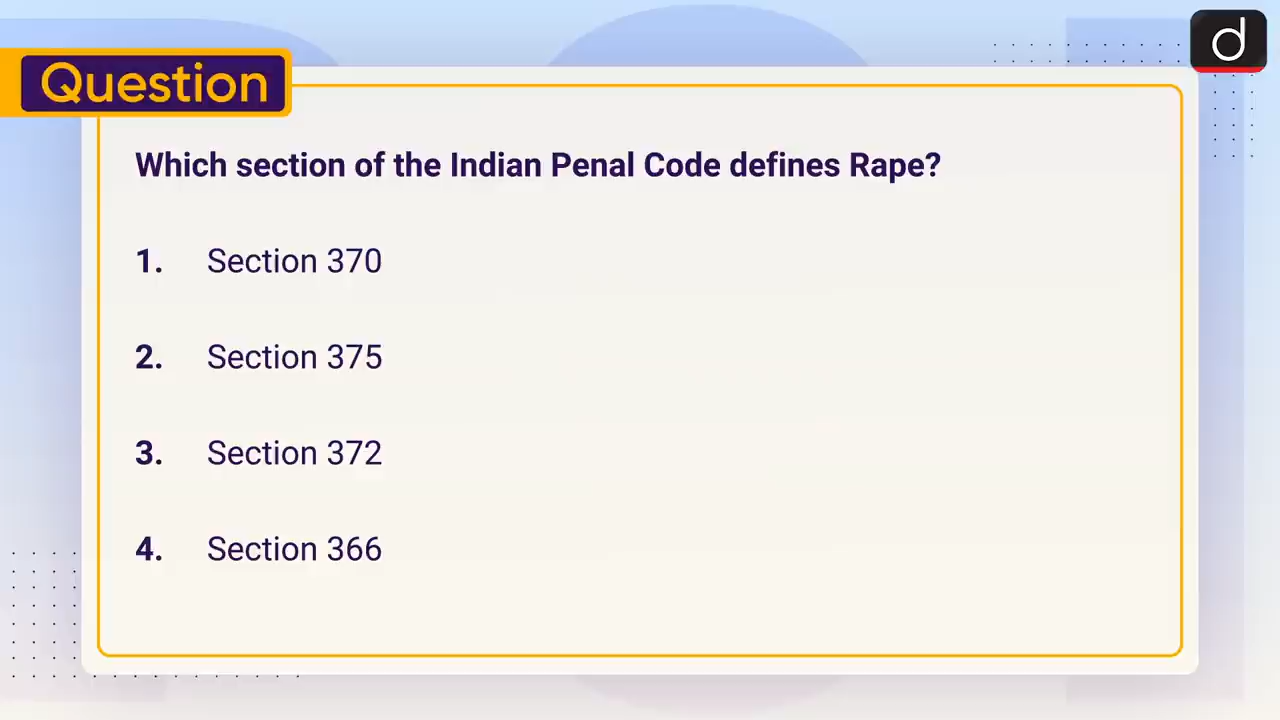 Question
d
Which section of the Indian Penal Code defines Rape?
1. Section 370
2. Section 375
3. Section 372
4. Section 366